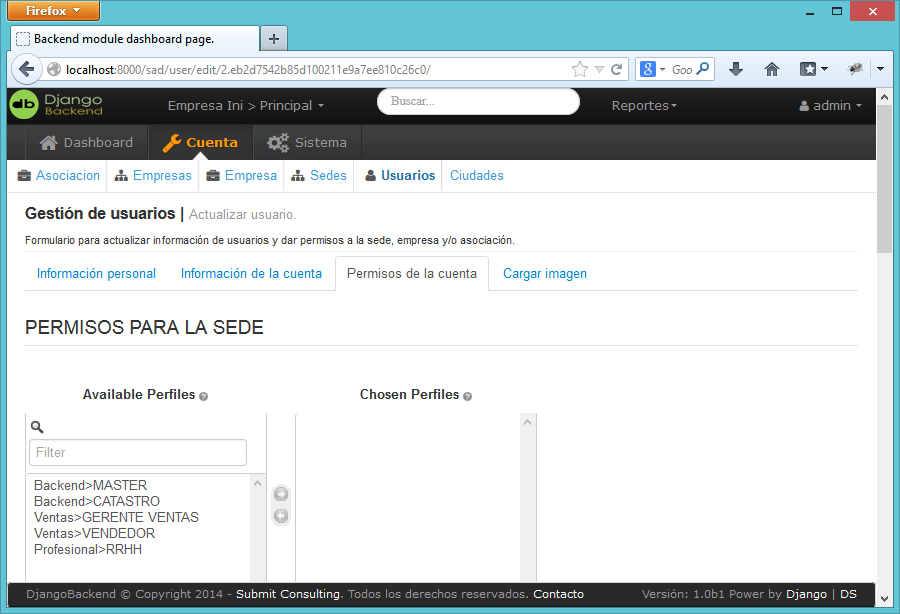 Firefox
Backend module dashboard page.
localhost:8000/sad/user/edit/2.eb2d7542b85d100211e9a7ee810c26c0/
8 Goo
db Django Backend
Empresa Ini > Principal
Buscar...
Reportes
admin
Dashboard Cuenta Sistema
Asociacion Empresas Empresa Sedes Usuarios Ciudades
Gestión de usuarios | Actualizar usuario.
Formulario para actualizar información de usuarios y dar permisos a la sede, empresa y/o asociación.
Información personal Información de la cuenta Permisos de la cuenta Cargar imagen
PERMISOS PARA LA SEDE
Available Perfiles ? Chosen Perfiles ?
Filter
Backend>MASTER
Backend>CATASTRO
Ventas>GERENTE VENTAS
Ventas>VENDEDOR
Profesional>RRHH
DjangoBackend © Copyright 2014 - Submit Consulting. Todos los derechos reservados. Contacto Versión: 1.0b1 Power by Django | DS